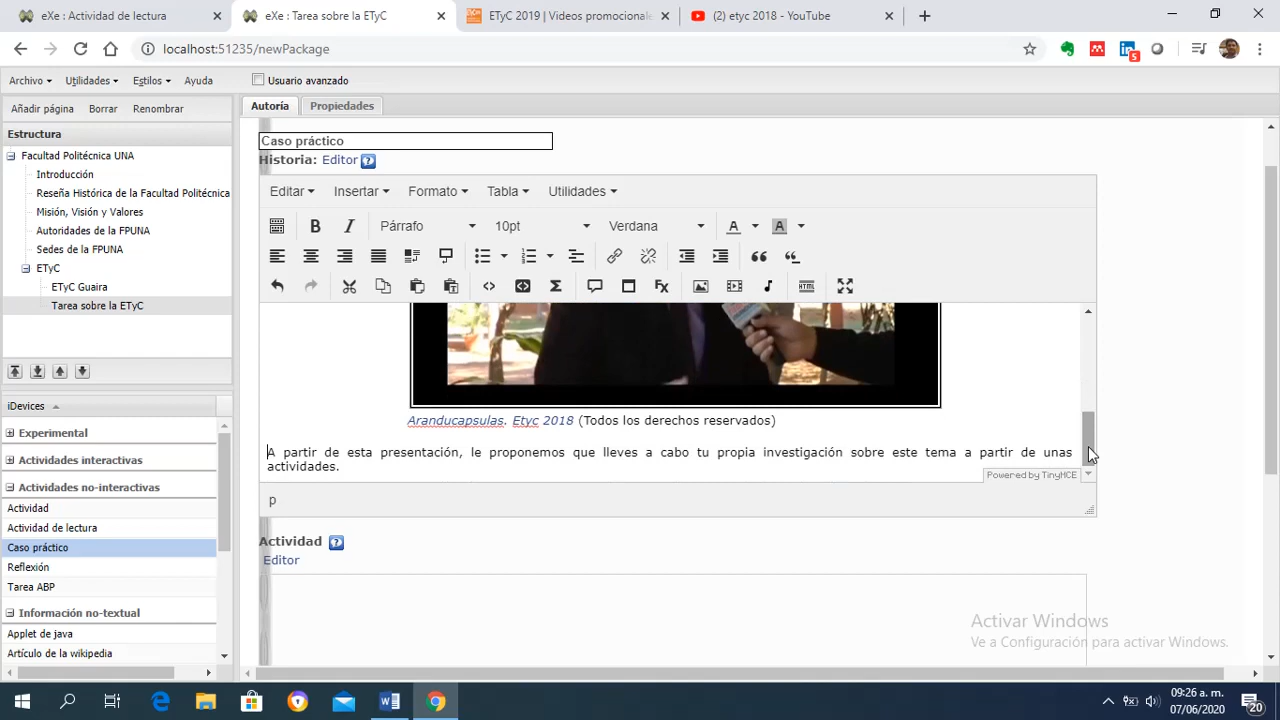 eXe : Actividad de lectura
eXe : Tarea sobre la ETyC
ETyC 2019 | Videos promocionale
(2) etyc 2018 - YouTube
localhost:51235/newPackage
5
Archivo Utilidades Estilos Ayuda Usuario avanzado
Añadir página Borrar Renombrar
Autoría Propiedades
Estructura
Facultad Politécnica UNA
Introducción
Reseña Histórica de la Facultad Politécnica
Misión, Visión y Valores
Autoridades de la FPUNA
Sedes de la FPUNA
ETyC
ETyC Guaira
Tarea sobre la ETyC
iDevices
Experimental
Actividades interactivas
Actividades no-interactivas
Actividad
Actividad de lectura
Caso práctico
Reflexión
Tarea ABP
Información no-textual
Applet de java
Artículo de la wikipedia
Caso práctico
Historia: Editor
Editar Insertar Formato Tabla Utilidades
B I Párrafo 10pt Verdana A A
HTML
Aranducapsulas. Etyc 2018 (Todos los derechos reservados)
A partir de esta presentación, le proponemos que lleves a cabo tu propia investigación sobre este tema a partir de unas
actividades.
Powered by TinyMCE
p
Actividad
Editor
Activar Windows
Ve a Configuración para activar Windows.
09:26 a. m.
07/06/2020
20